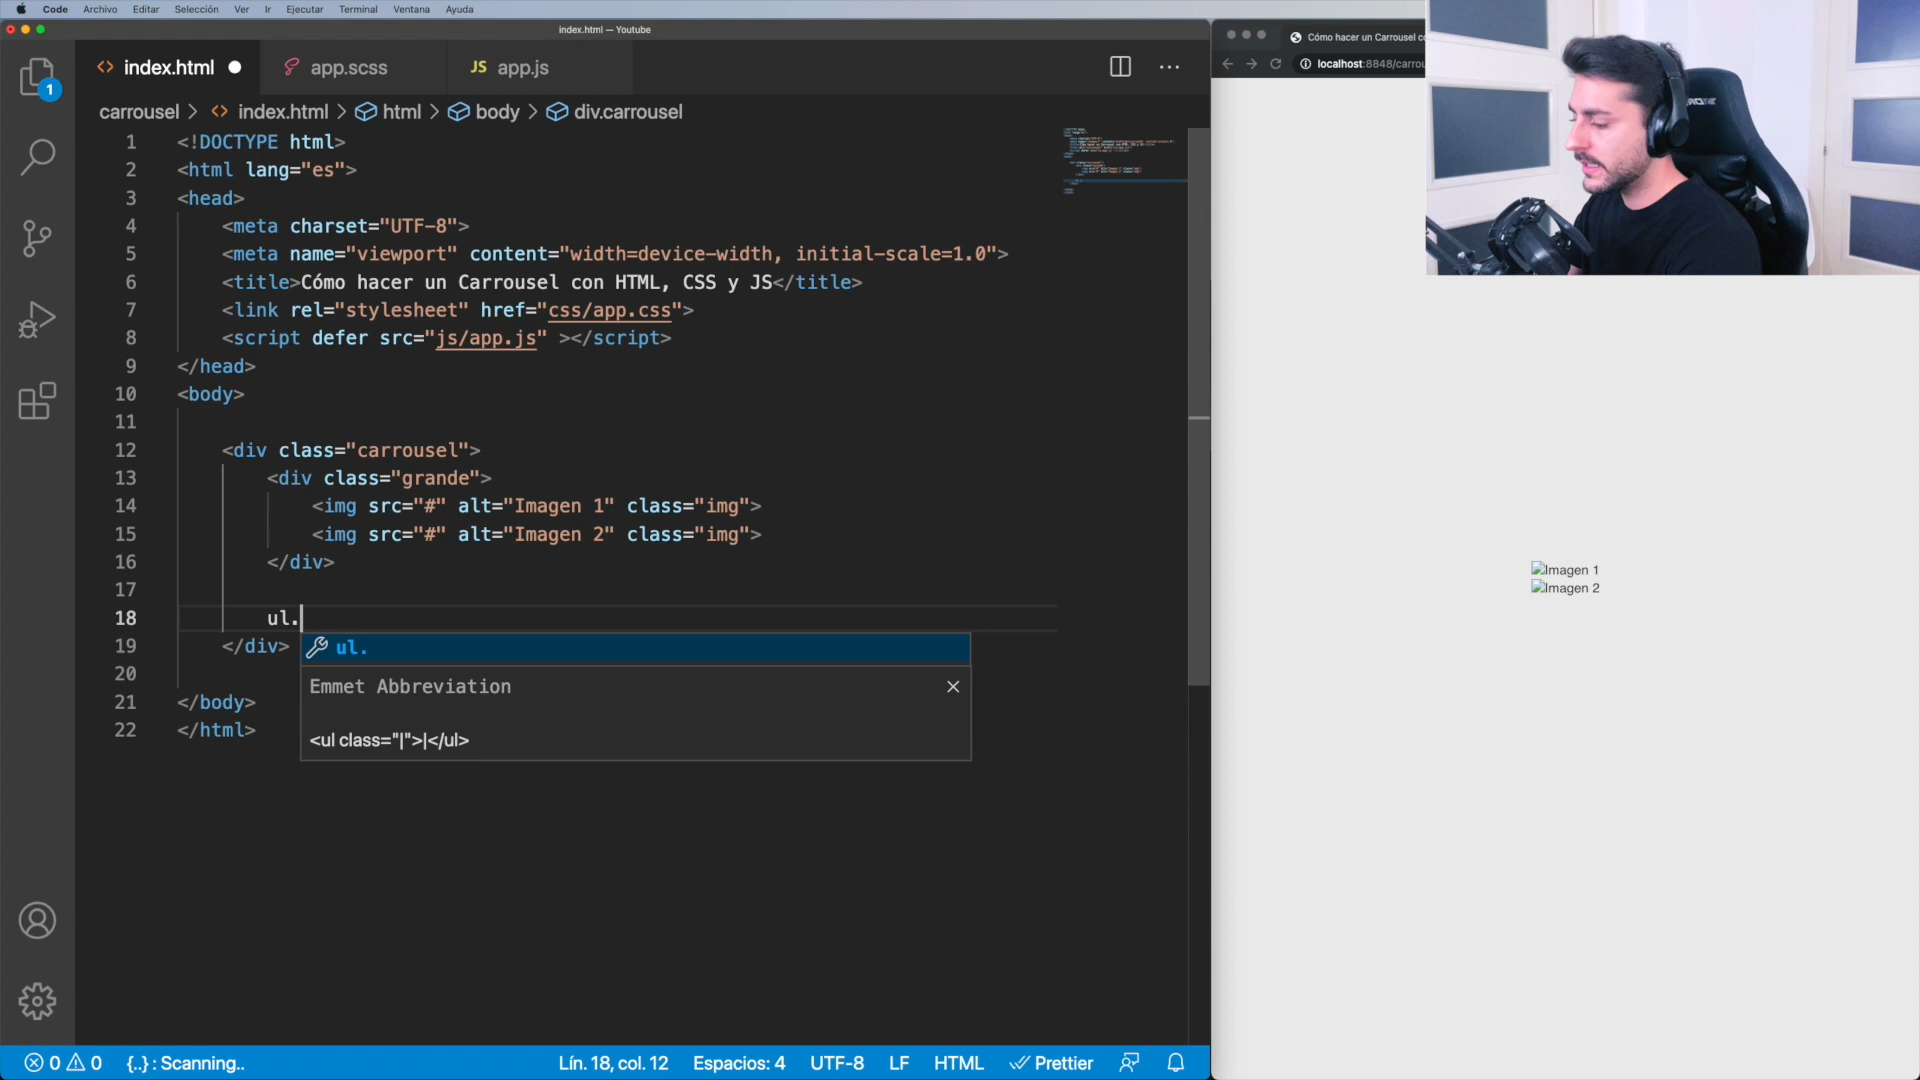 Code Archivo Editar Selección Ver Ir Ejecutar Terminal Ventana Ayuda
index.html — Youtube
index.html
app.scss
JS app.js
carrousel > index.html > html > body > div.carrousel
1 <!DOCTYPE html>
2 <html lang="es">
3 <head>
4 <meta charset="UTF-8">
5 <meta name="viewport" content="width=device-width, initial-scale=1.0">
6 <title>Cómo hacer un Carrousel con HTML, CSS y JS</title>
7 <link rel="stylesheet" href="css/app.css">
8 <script defer src="js/app.js" ></script>
9 </head>
10 <body>
11
12 <div class="carrousel">
13 <div class="grande">
14 <img src="#" alt="Imagen 1" class="img">
15 <img src="#" alt="Imagen 2" class="img">
16 </div>
17
18 ul.
19 </div>
20
21 </body>
22 </html>
ul.
Emmet Abbreviation
<ul class="|">|</ul>
1
0 0 {..} : Scanning.. Lín. 18, col. 12 Espacios: 4 UTF-8 LF HTML Prettier
Cómo hacer un Carrousel co
localhost:8848/carrou
Imagen 1
Imagen 2